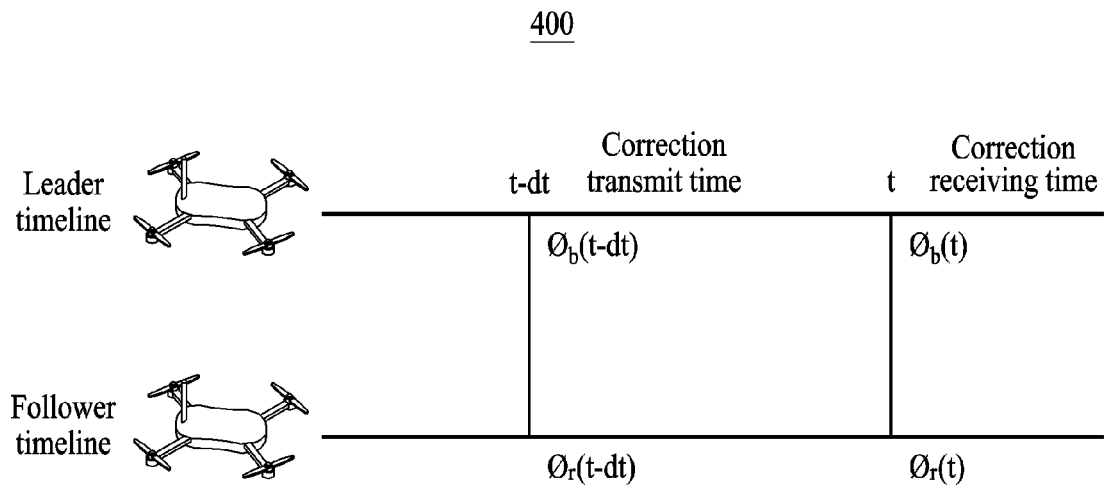 400
Leader
timeline
t-dt
Correction
transmit time
t
Correction
receiving time
Øb(t-dt)
Øb(t)
Follower
timeline
Ør(t-dt)
Ør(t)